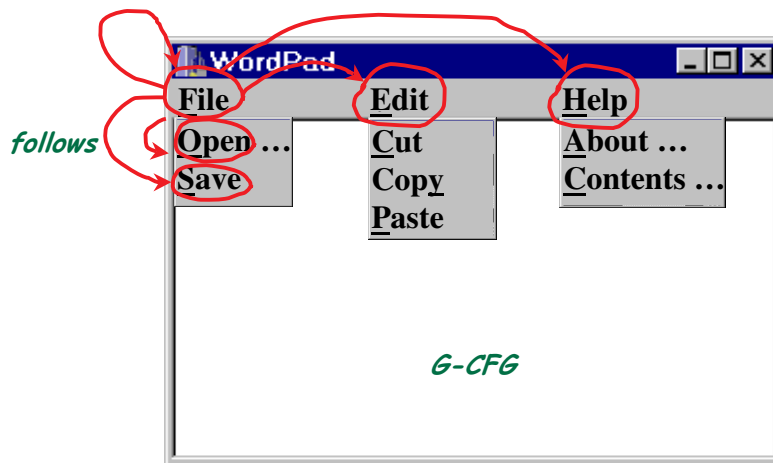 WordPad
File Edit Help
follows
Open … Cut About …
Save Copy Contents …
Paste
G-CFG